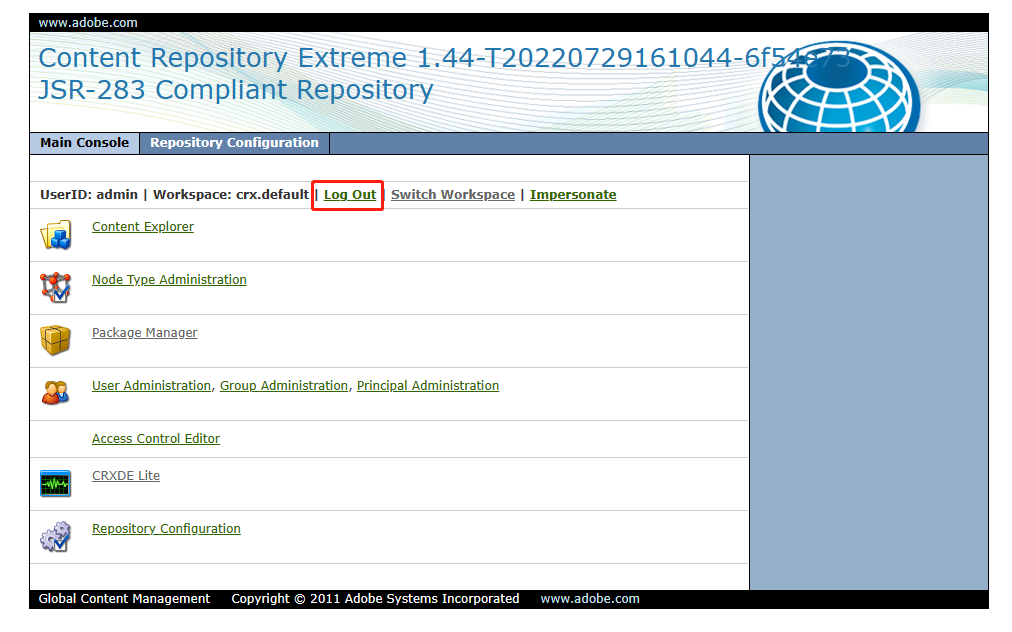 www.adobe.com
Content Repository Extreme 1.44-T20220729161044-6f54a73
JSR-283 Compliant Repository
Main Console Repository Configuration
UserID: admin | Workspace: crx.default | Log Out | Switch Workspace | Impersonate
Content Explorer
Node Type Administration
Package Manager
User Administration, Group Administration, Principal Administration
Access Control Editor
CRXDE Lite
Repository Configuration
Global Content Management Copyright © 2011 Adobe Systems Incorporated www.adobe.com